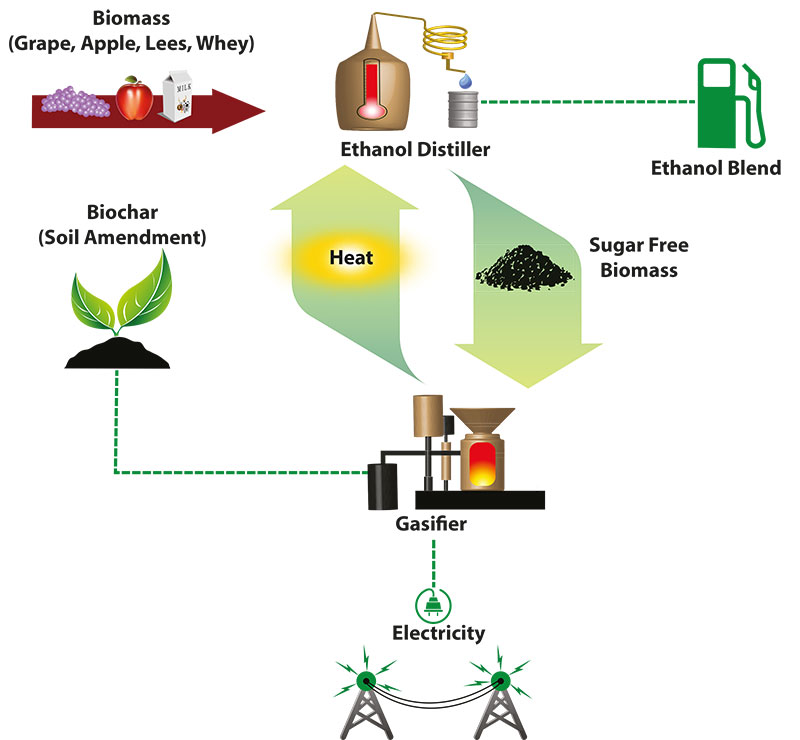 Biomass
(Grape, Apple, Lees, Whey)
MILK
Ethanol Distiller
Ethanol Blend
Biochar
(Soil Amendment)
Heat
Sugar Free
Biomass
Gasifier
Electricity